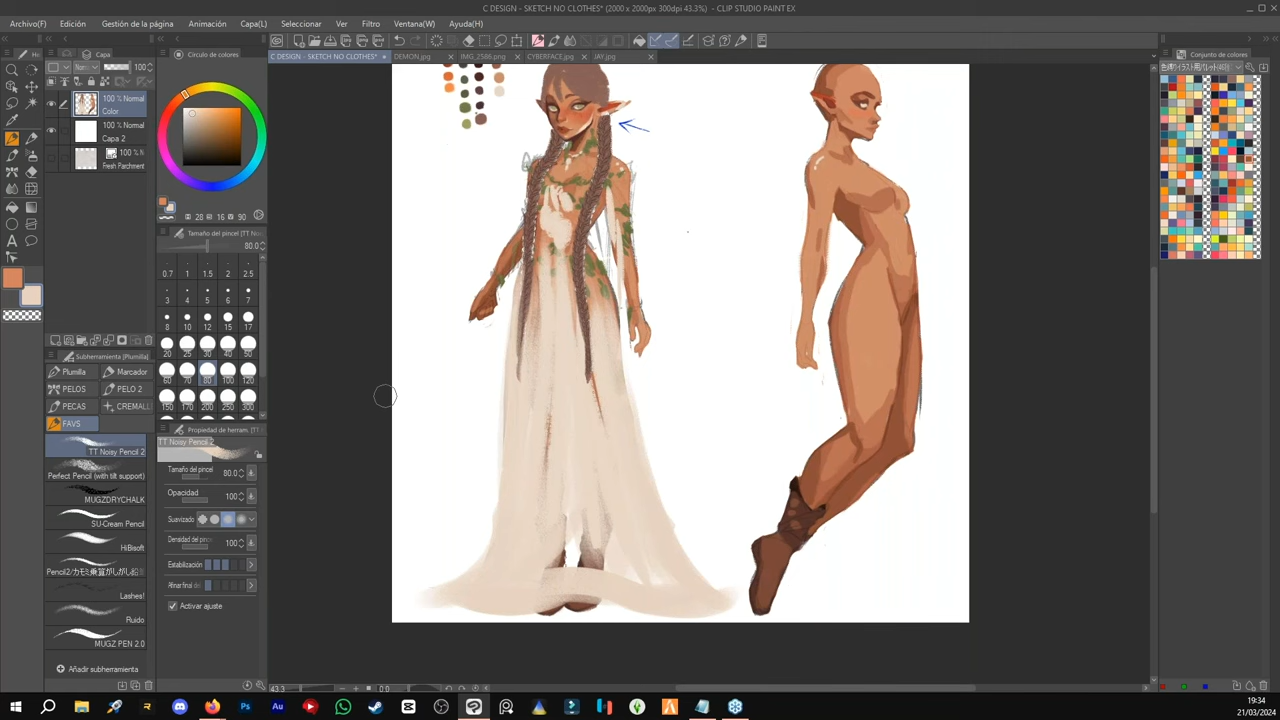 C DESIGN - SKETCH NO CLOTHES* (2000 x 2000px 300dpi 43.3%) - CLIP STUDIO PAINT EX
Archivo(F) Edición Gestión de la página Animación Capa(L) Seleccionar Ver Filtro Ventana(W) Ayuda(H)
Capa Círculo de colores C DESIGN - SKETCH NO CLOTHES* DEMON.jpg IMG_2586.png CYBERFACE.jpg JAY.jpg Conjunto de colores
100
100 % Normal
Color
100 % Normal
Capa 2
100 % N
Fresh Parchment
28 16 90
Tamaño del pincel [TT No
80.0
0.7 1 1.5 2 2.5
3 4 5 6 7
8 10 12 15 17
20 25 30 40 50
60 70 80 100 120
150 170 200 250 300
Subherramienta [Plumilla]
Plumilla Marcador
PELOS PELO 2
PECAS CREMALL
FAVS
TT Noisy Pencil 2
Perfect Pencil (with tilt support)
MUGZDRYCHALK
SU-Cream Pencil
HiBisoft
Lashes!
Ruido
MUGZ PEN 2.0
Añadir subherramienta
Propiedad de herram
TT Noisy Pencil 2
Tamaño del pincel 80.0
Opacidad 100
Suavizado
Densidad del pin 100
Estabilización
Activar ajuste
43.3 0.0
19:34
21/03/2024